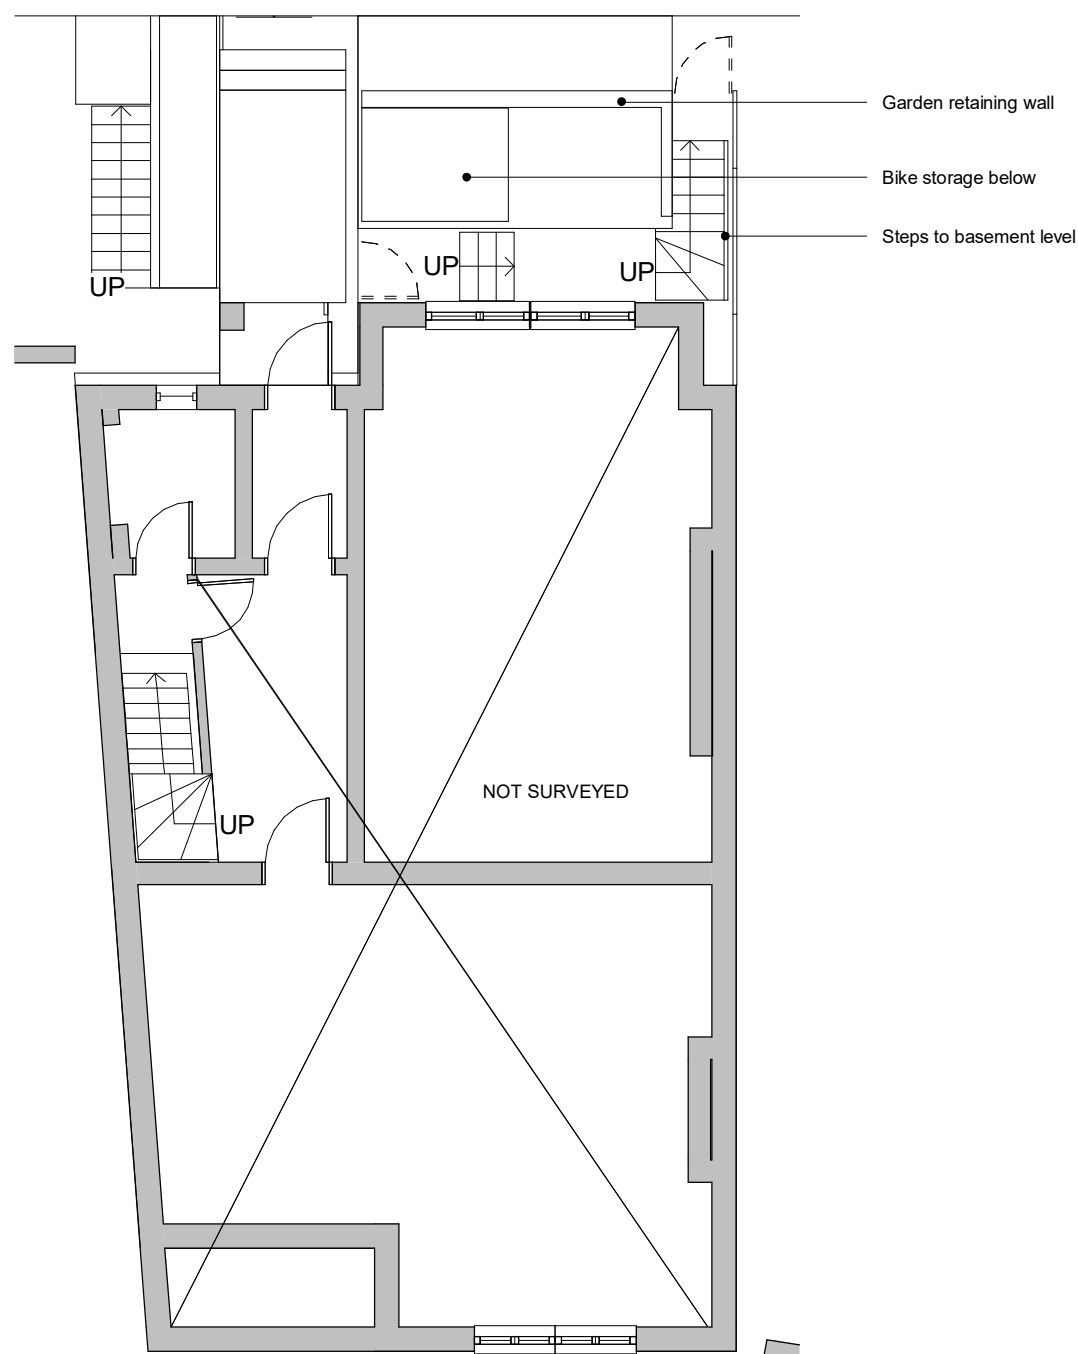 Garden retaining wall
Bike storage below
Steps to basement level
UP
UP
UP
NOT SURVEYED
UP